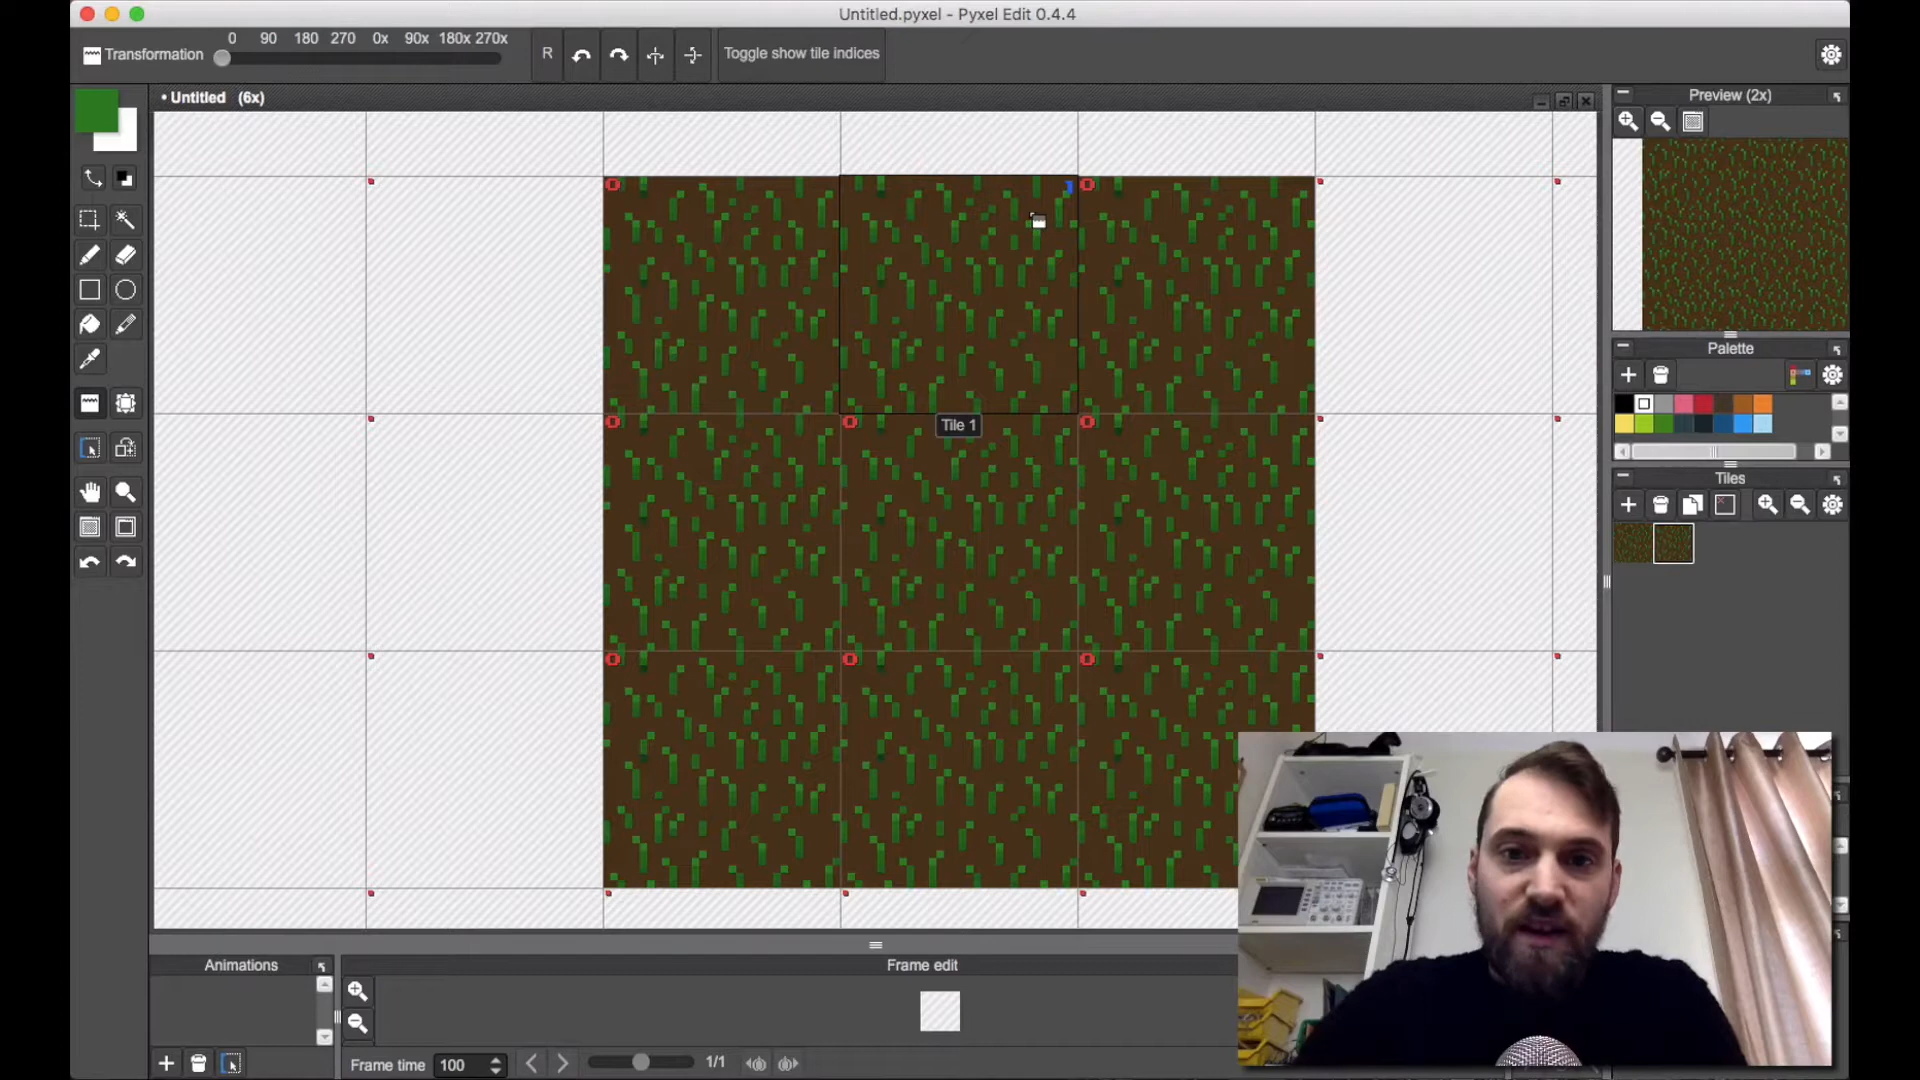 Untitled.pyxel - Pyxel Edit 0.4.4
Transformation
0 90 180 270 0x 90x 180x 270x
R
Toggle show tile indices
• Untitled (6x)
Preview (2x)
Palette
Tiles
Tile 1
Animations
Frame edit
Frame time 100
1/1